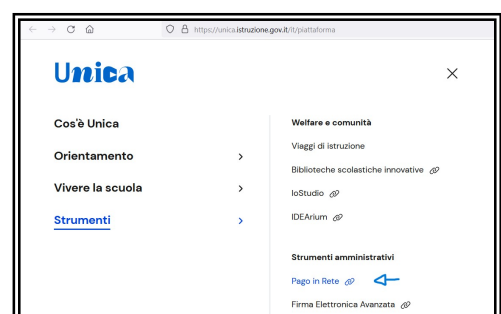 https://unica.istruzione.gov.it/it/piattaforma
Unica
Cos'è Unica
Orientamento
Vivere la scuola
Strumenti
Welfare e comunità
Viaggi di istruzione
Biblioteche scolastiche innovative
IoStudio
IDEArium
Strumenti amministrativi
Pago in Rete
Firma Elettronica Avanzata